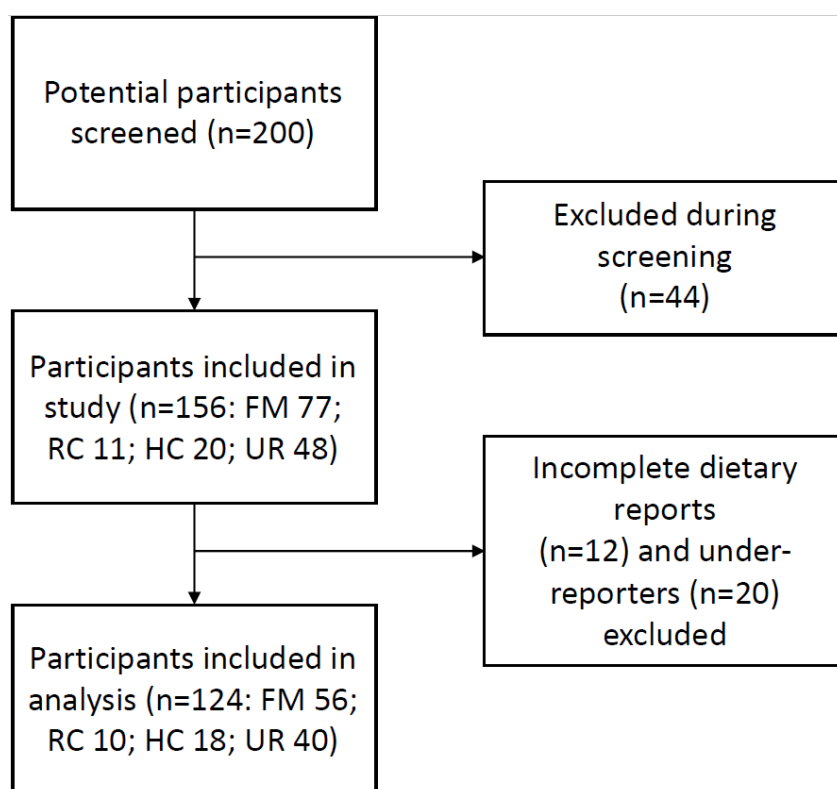 Potential participants
screened (n=200)
Excluded during
screening
(n=44)
Participants included in
study (n=156: FM 77;
RC 11; HC 20; UR 48)
Incomplete dietary
reports
(n=12) and under-
reporters (n=20)
excluded
Participants included in
analysis (n=124: FM 56;
RC 10; HC 18; UR 40)